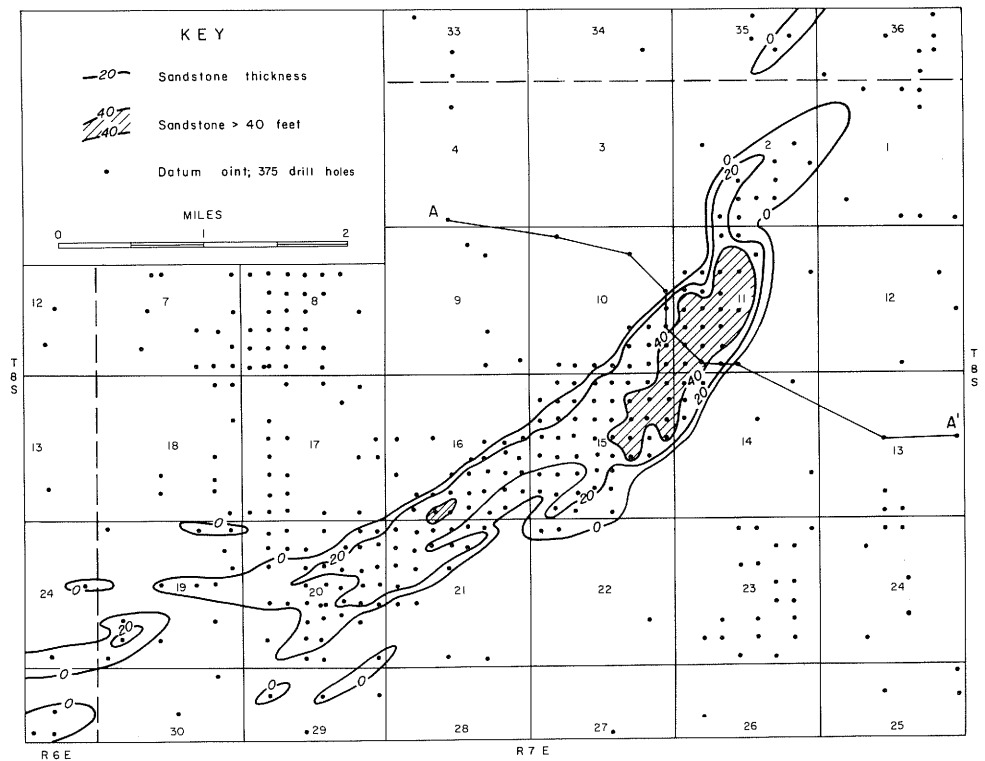 KEY
20 Sandstone thickness
40 40 Sandstone > 40 feet
Datum oint; 375 drill holes
MILES
0 1 2
33 34 35 36
0
4 3 2 1
0
20
0
A
12 7 8 9 10 11 12
40
T8S
T8S
40
20
A'
13 18 17 16 15 14 13
20
0
0
0
20
24 0 19 20 21 22 23 24
20
0
0
0
0
30 29 28 27 26 25
R6E R7E